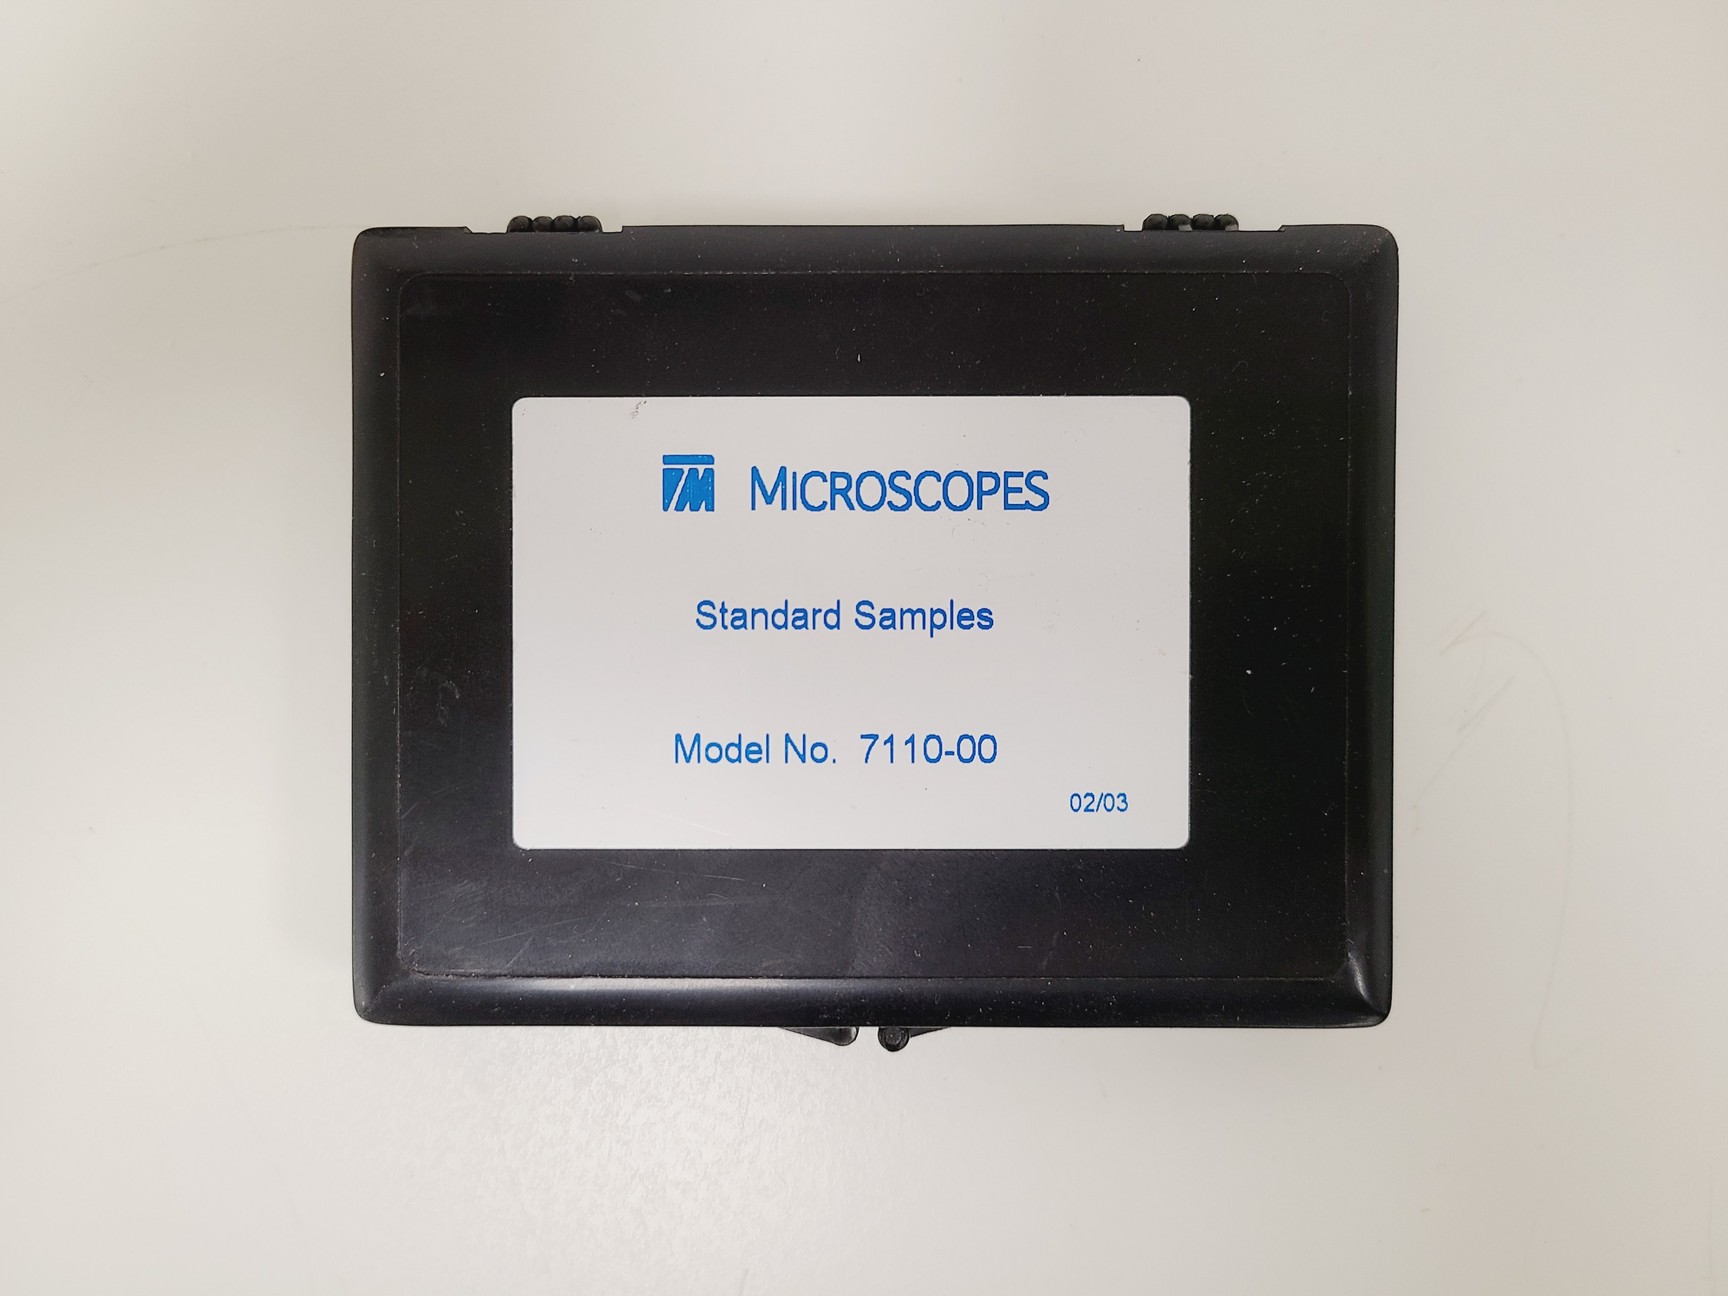 TM MICROSCOPES
Standard Samples
Model No. 7110-00
02/03